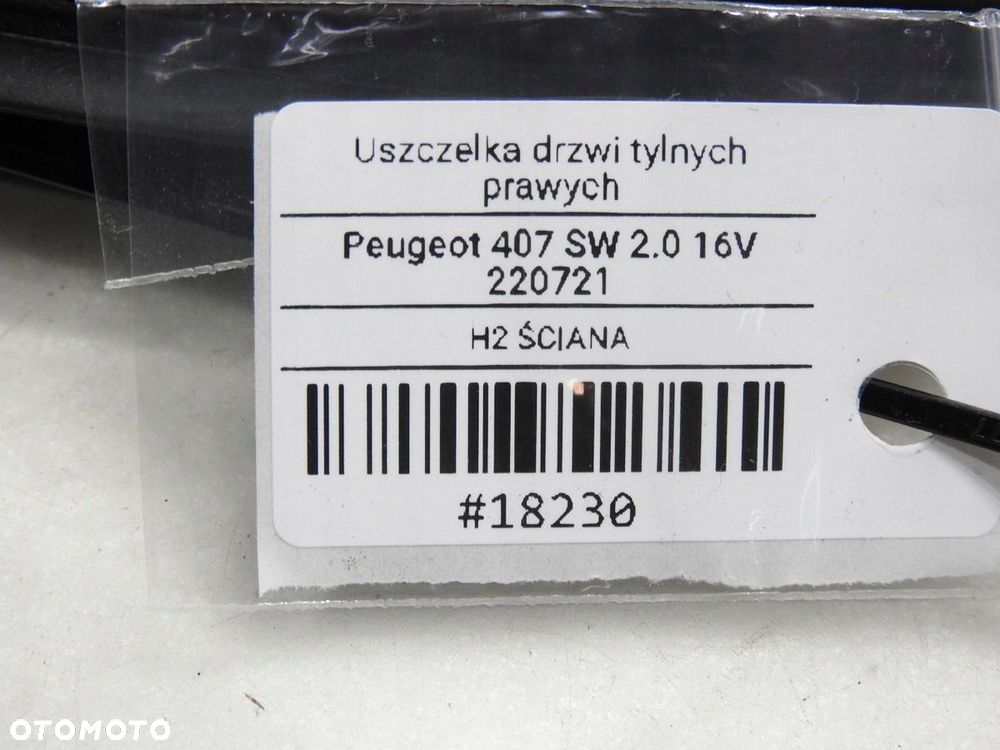 Uszczelka drzwi tylnych
prawych
Peugeot 407 SW 2.0 16V
220721
H2 ŚCIANA
#18230
OTOMOTO